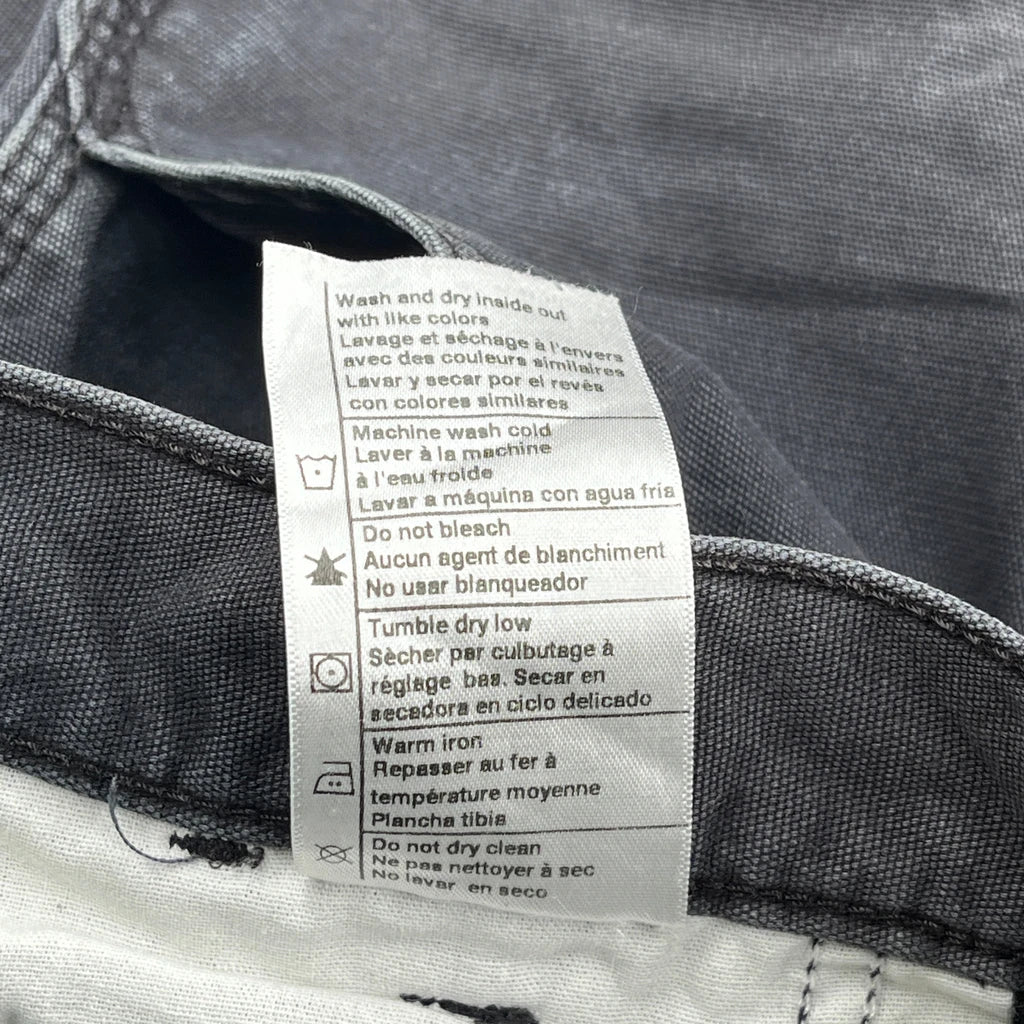 Wash and dry inside out
with like colors
Lavage et séchage à l'envers
avec des couleurs similaires
Lavar y secar por el revés
con colores similares
Machine wash cold
Laver à la machine
à l'eau froide
Lavar a máquina con agua fría
Do not bleach
Aucun agent de blanchiment
No usar blanqueador
Tumble dry low
Sècher par culbutage à
réglage bas. Secar en
secadora en ciclo delicado
Warm iron
Repasser au fer à
température moyenne
Plancha tibia
Do not dry clean
Ne pas nettoyer à sec
No lavar en seco